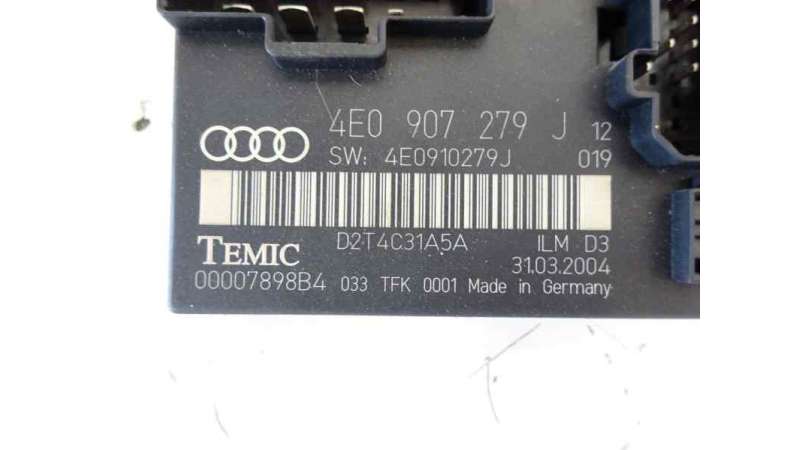 4E0 907 279 J 12
SW: 4E0910279J 019
D2T4C31A5A ILM D3
TEMIC 31.03.2004
00007898B4 033 TFK 0001 Made in Germany